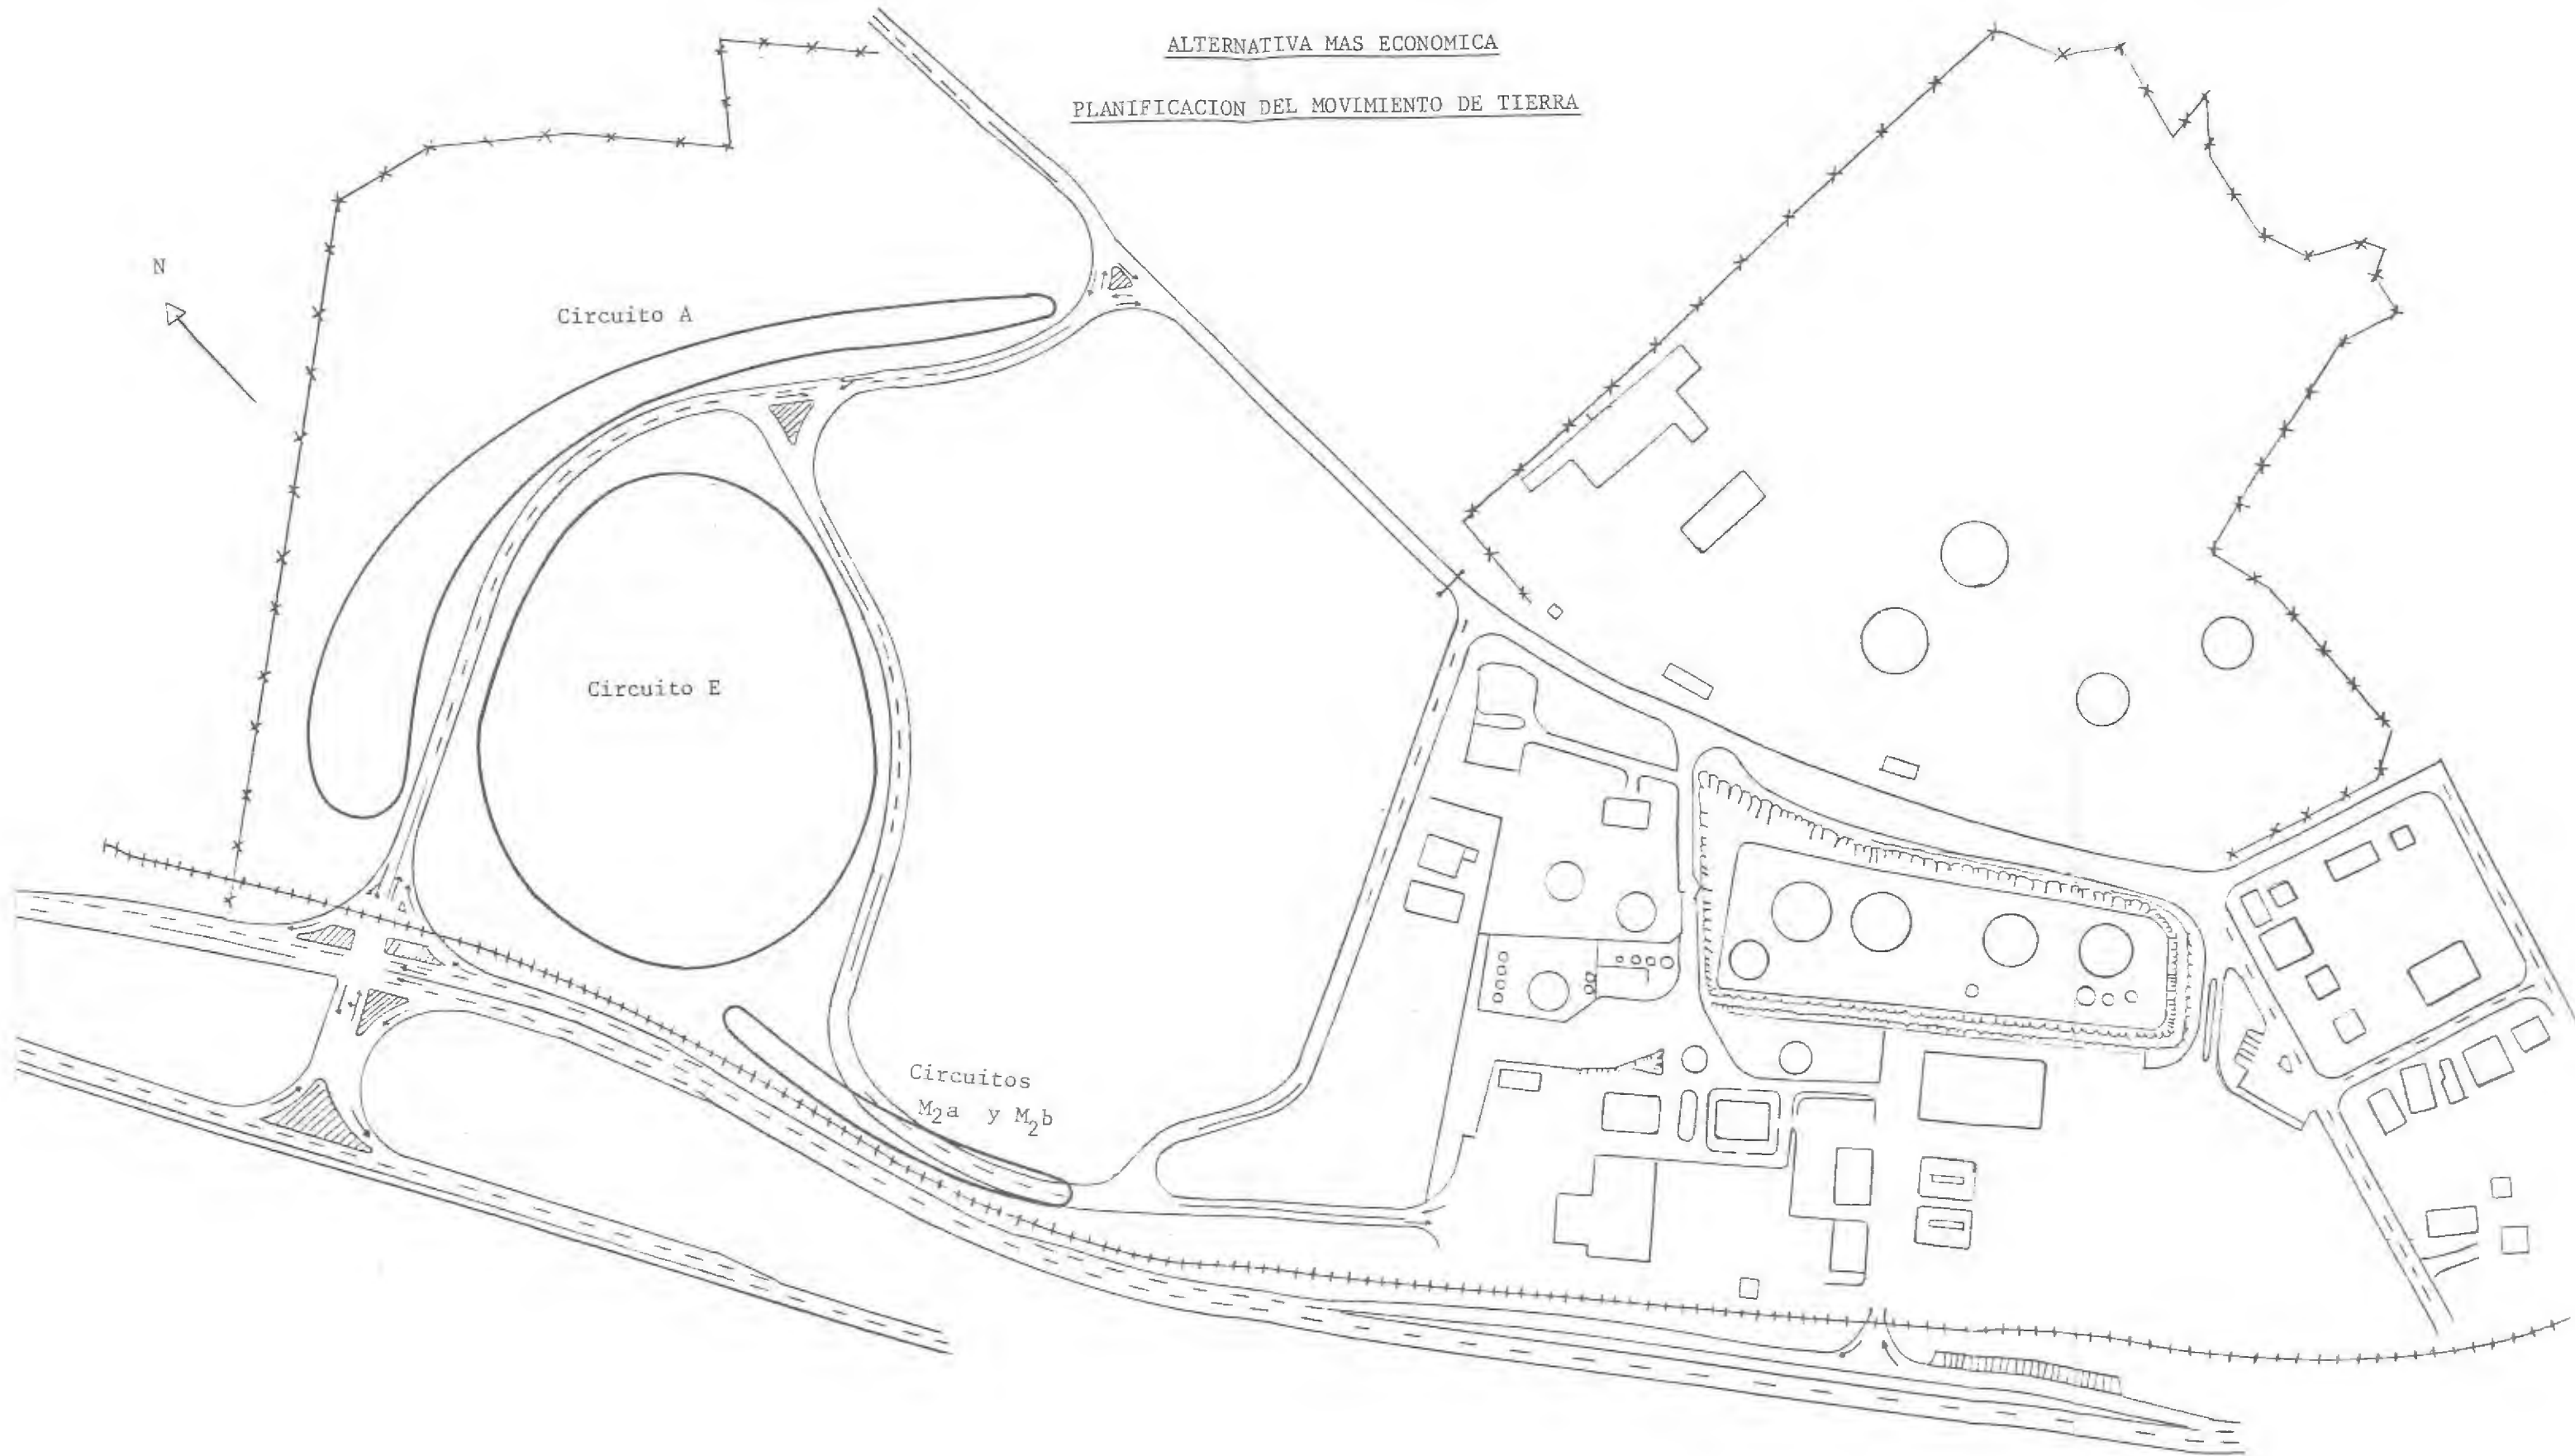 ALTERNATIVA MAS ECONOMICA
PLANIFICACION DEL MOVIMIENTO DE TIERRA
N
Circuito A
Circuito E
Circuitos
M2a y M2b